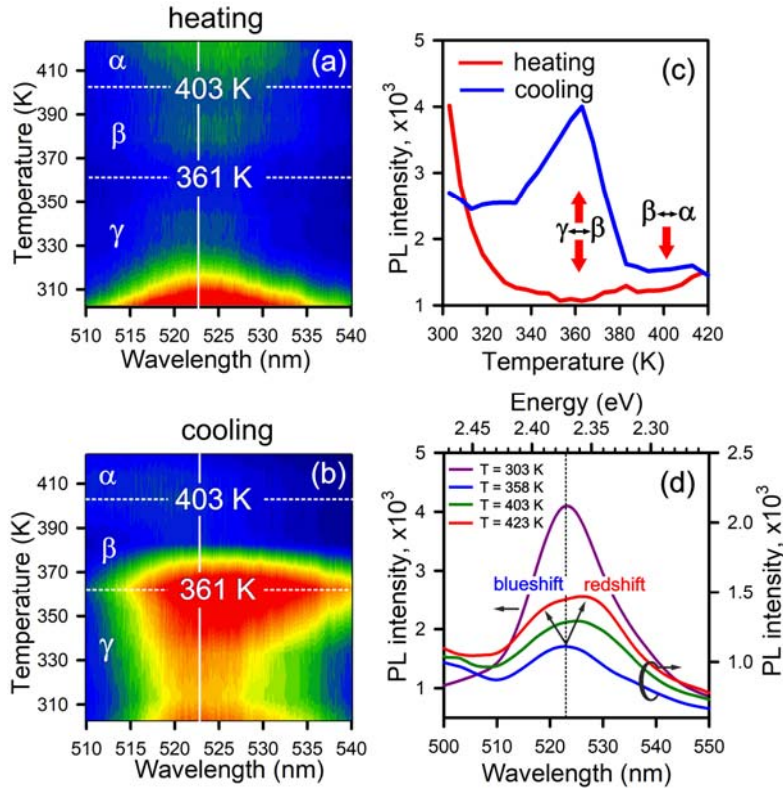 heating
(a)
α
403 K
β
361 K
γ
Temperature (K)
410
390
370
350
330
310
510 515 520 525 530 535 540
Wavelength (nm)
(c)
heating
cooling
PL intensity, x10³
5
4
3
2
1
γ↔β
β↔α
300 320 340 360 380 400 420
Temperature (K)
cooling
(b)
α
403 K
β
361 K
γ
Temperature (K)
410
390
370
350
330
310
510 515 520 525 530 535 540
Wavelength (nm)
Energy (eV)
2.45 2.40 2.35 2.30
(d)
T = 303 K
T = 358 K
T = 403 K
T = 423 K
blueshift
redshift
PL intensity, x10³
5
4
3
2
1
2.5
2.0
1.5
1.0
PL intensity, x10³
500 510 520 530 540 550
Wavelength (nm)